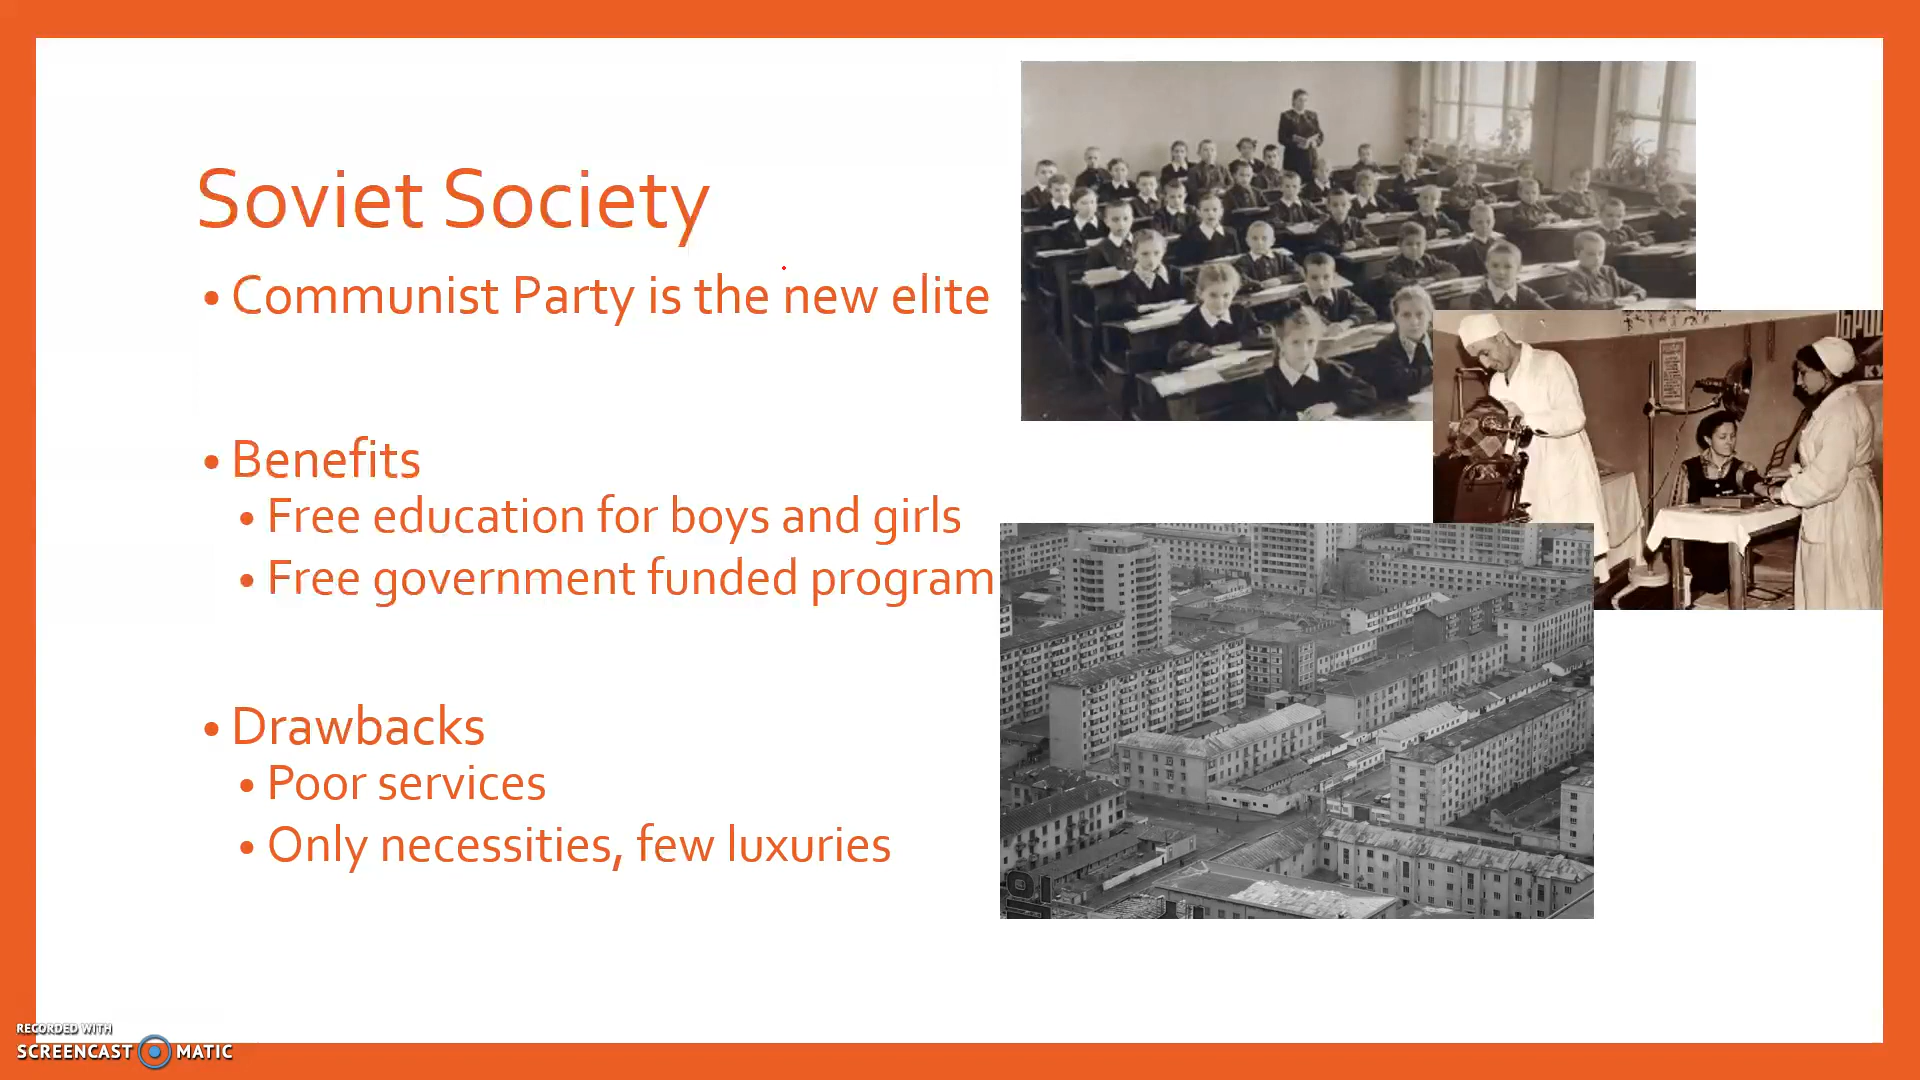 Soviet Society
• Communist Party is the new elite
• Benefits
• Free education for boys and girls
• Free government funded program
• Drawbacks
• Poor services
• Only necessities, few luxuries
RECORDED WITH
SCREENCAST MATIC